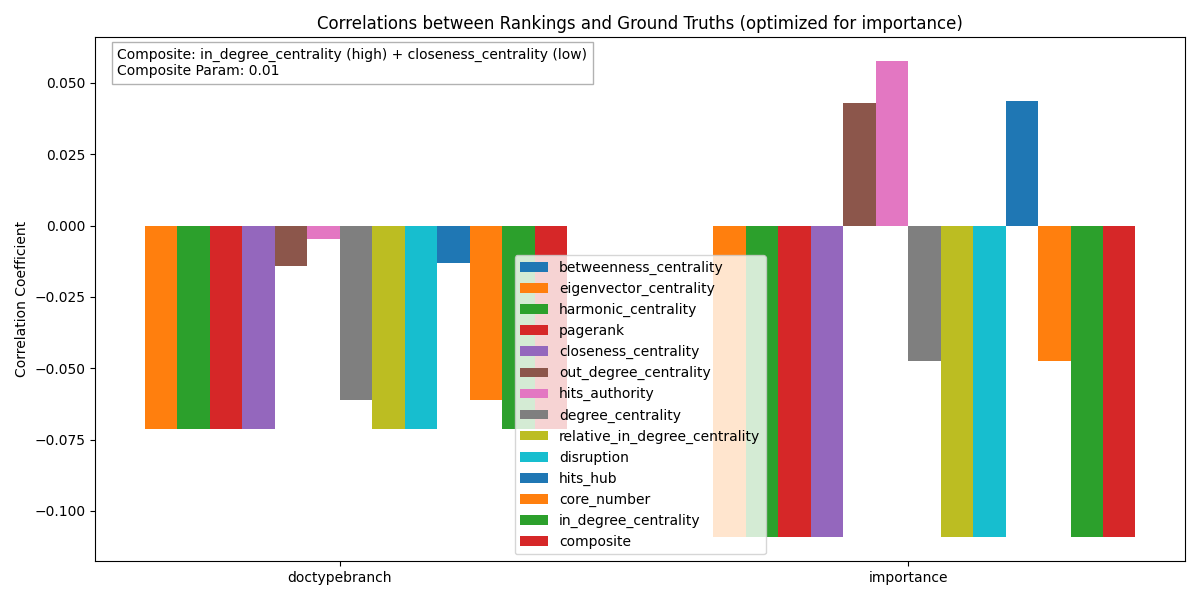 Correlations between Rankings and Ground Truths (optimized for importance)
Composite: in_degree_centrality (high) + closeness_centrality (low)
Composite Param: 0.01
Correlation Coefficient
0.050
0.025
0.000
−0.025
−0.050
−0.075
−0.100
betweenness_centrality
eigenvector_centrality
harmonic_centrality
pagerank
closeness_centrality
out_degree_centrality
hits_authority
degree_centrality
relative_in_degree_centrality
disruption
hits_hub
core_number
in_degree_centrality
composite
doctypebranch
importance